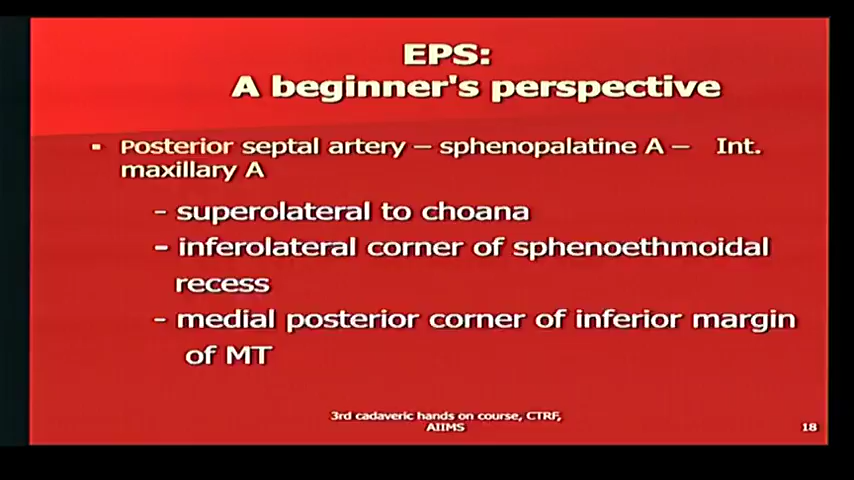 EPS:
A beginner's perspective
▪ Posterior septal artery – sphenopalatine A – Int.
maxillary A
- superolateral to choana
- inferolateral corner of sphenoethmoidal
recess
- medial posterior corner of inferior margin
of MT
3rd cadaveric hands on course, CTRF,
AIIMS
18